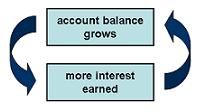 account balance
grows
more interest
earned